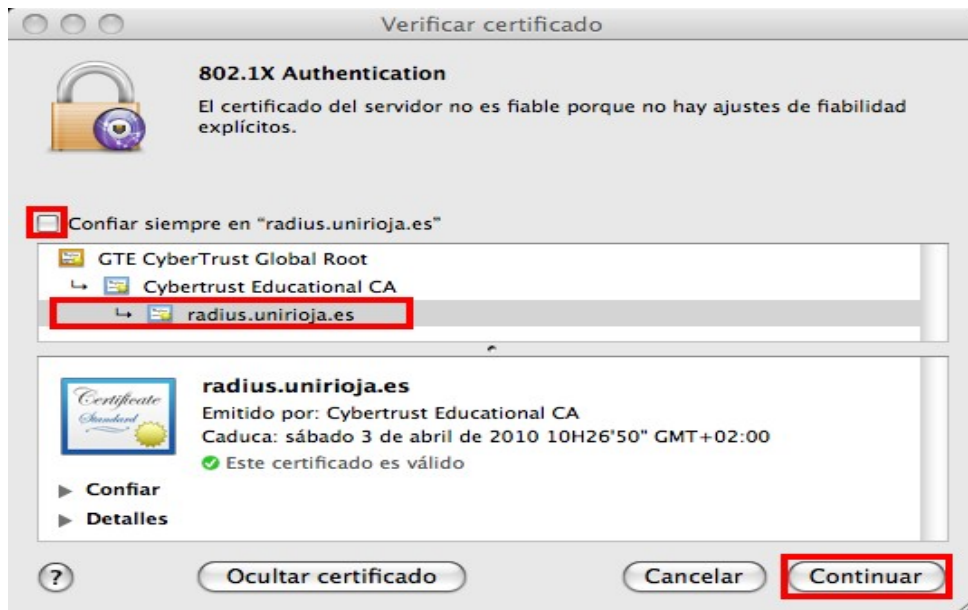 Verificar certificado
802.1X Authentication
El certificado del servidor no es fiable porque no hay ajustes de fiabilidad
explícitos.
Confiar siempre en "radius.unirioja.es"
GTE CyberTrust Global Root
Cybertrust Educational CA
radius.unirioja.es
Certificate
Standard
radius.unirioja.es
Emitido por: Cybertrust Educational CA
Caduca: sábado 3 de abril de 2010 10H26'50" GMT+02:00
Este certificado es válido
Confiar
Detalles
? Ocultar certificado Cancelar Continuar